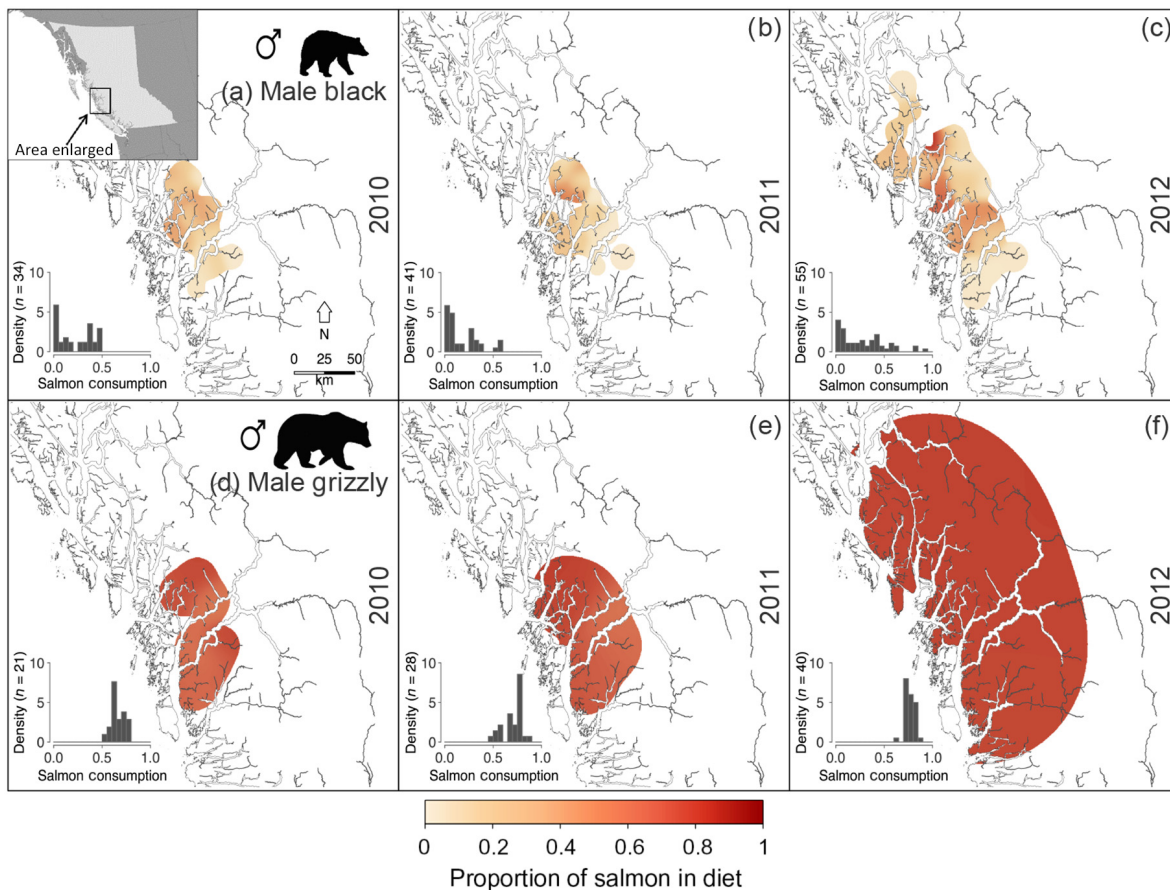 ♂
(a) Male black
Area enlarged
2010
Density (n = 34)
10
5
0
0.0 0.5 1.0
Salmon consumption
N
0 25 50
km
(b)
2011
Density (n = 41)
10
5
0
0.0 0.5 1.0
Salmon consumption
(c)
2012
Density (n = 55)
10
5
0
0.0 0.5 1.0
Salmon consumption
♂
(d) Male grizzly
2010
Density (n = 21)
10
5
0
0.0 0.5 1.0
Salmon consumption
(e)
2011
Density (n = 28)
10
5
0
0.0 0.5 1.0
Salmon consumption
(f)
2012
Density (n = 40)
10
5
0
0.0 0.5 1.0
Salmon consumption
0 0.2 0.4 0.6 0.8 1
Proportion of salmon in diet